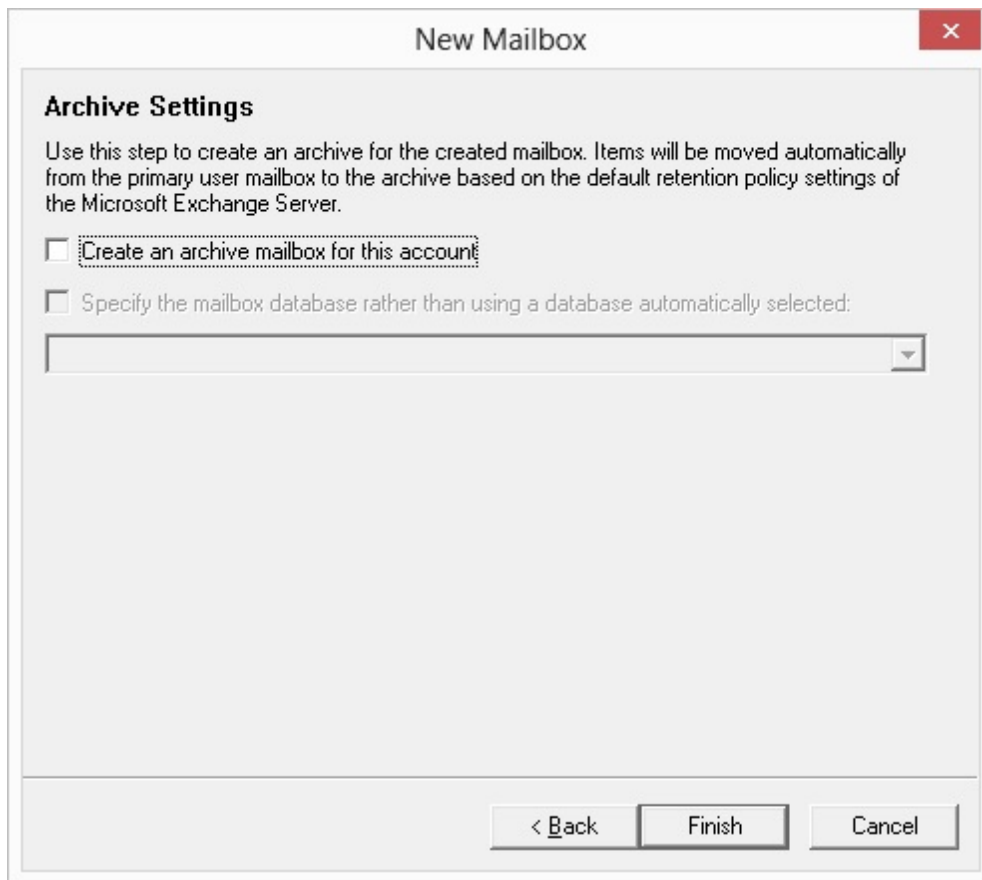 New Mailbox
Archive Settings
Use this step to create an archive for the created mailbox. Items will be moved automatically
from the primary user mailbox to the archive based on the default retention policy settings of
the Microsoft Exchange Server.
Create an archive mailbox for this account
Specify the mailbox database rather than using a database automatically selected:
< Back
Finish
Cancel